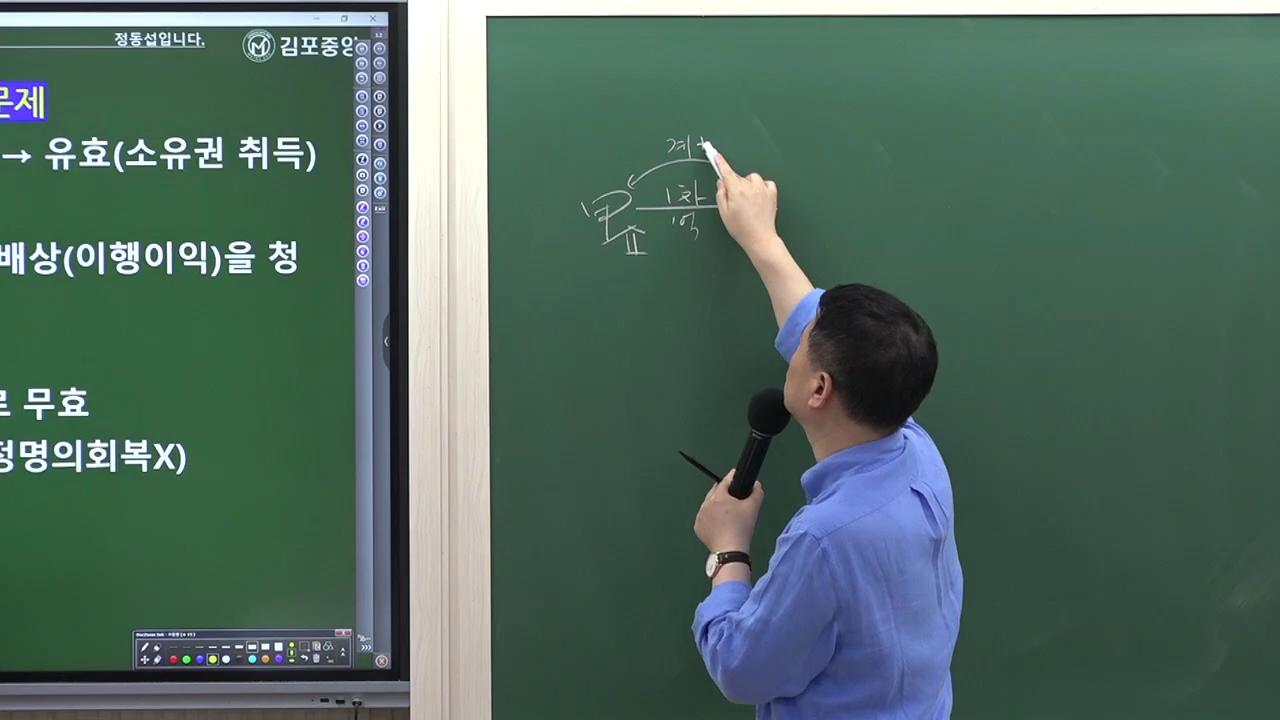 정동섭입니다.
김포중앙
문제
→ 유효(소유권 취득)
배상(이행이익)을 청
로 무효
정명의회복X)
계
1차
1억